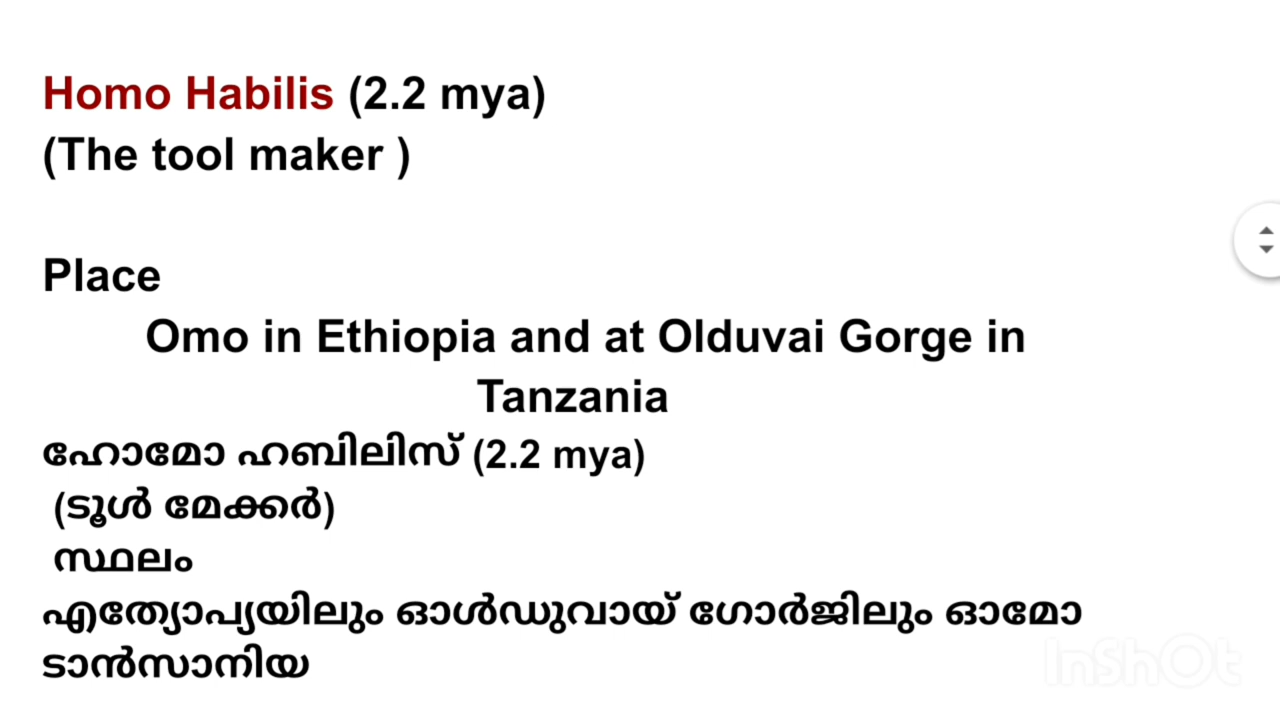 Homo Habilis (2.2 mya)
(The tool maker )
Place
Omo in Ethiopia and at Olduvai Gorge in
Tanzania
ഹോമോ ഹബിലിസ് (2.2 mya)
(ടൂൾ മേക്കർ)
സ്ഥലം
എത്യോപ്യയിലും ഓൾഡുവായ് ഗോർജിലും ഓമോ
ടാൻസാനിയ
InShOt